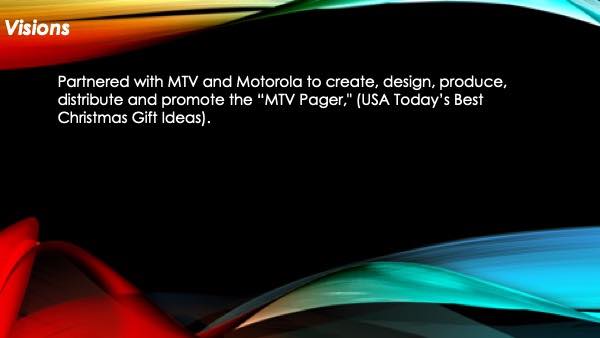 Visions
Partnered with MTV and Motorola to create, design, produce,
distribute and promote the “MTV Pager," (USA Today’s Best
Christmas Gift Ideas).